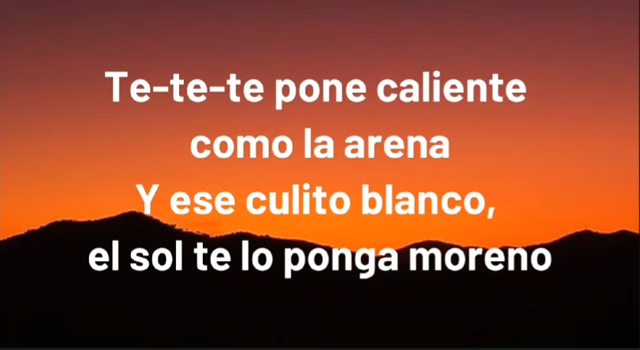 Te-te-te pone caliente
como la arena
Y ese culito blanco,
el sol te lo ponga moreno